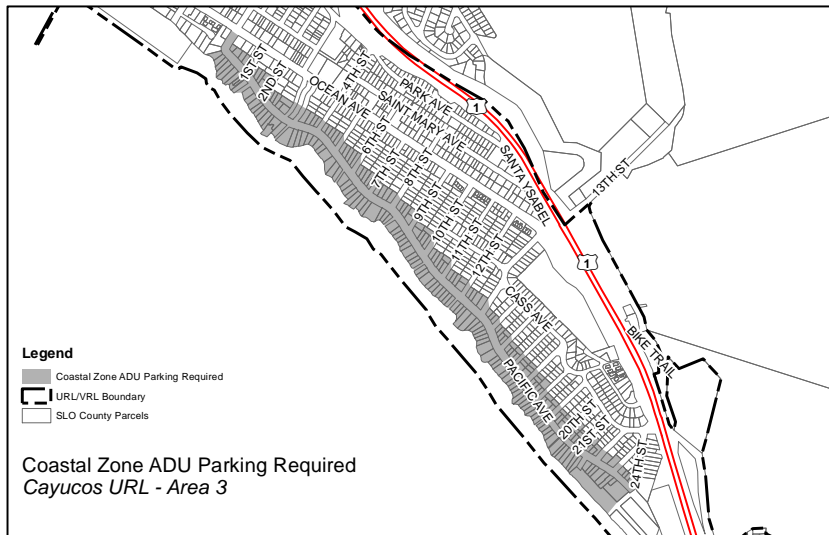 1ST ST
2ND ST
OCEAN AVE
4TH ST
PARK AVE
SAINT MARY AVE
1
SANTA YSABEL
13TH ST
6TH ST
7TH ST
8TH ST
9TH ST
10TH ST
11TH ST
12TH ST
1
CASS AVE
BIKE TRAIL
PACIFIC AVE
20TH ST
21ST ST
24TH ST
Legend
Coastal Zone ADU Parking Required
URL/VRL Boundary
SLO County Parcels
Coastal Zone ADU Parking Required
Cayucos URL - Area 3